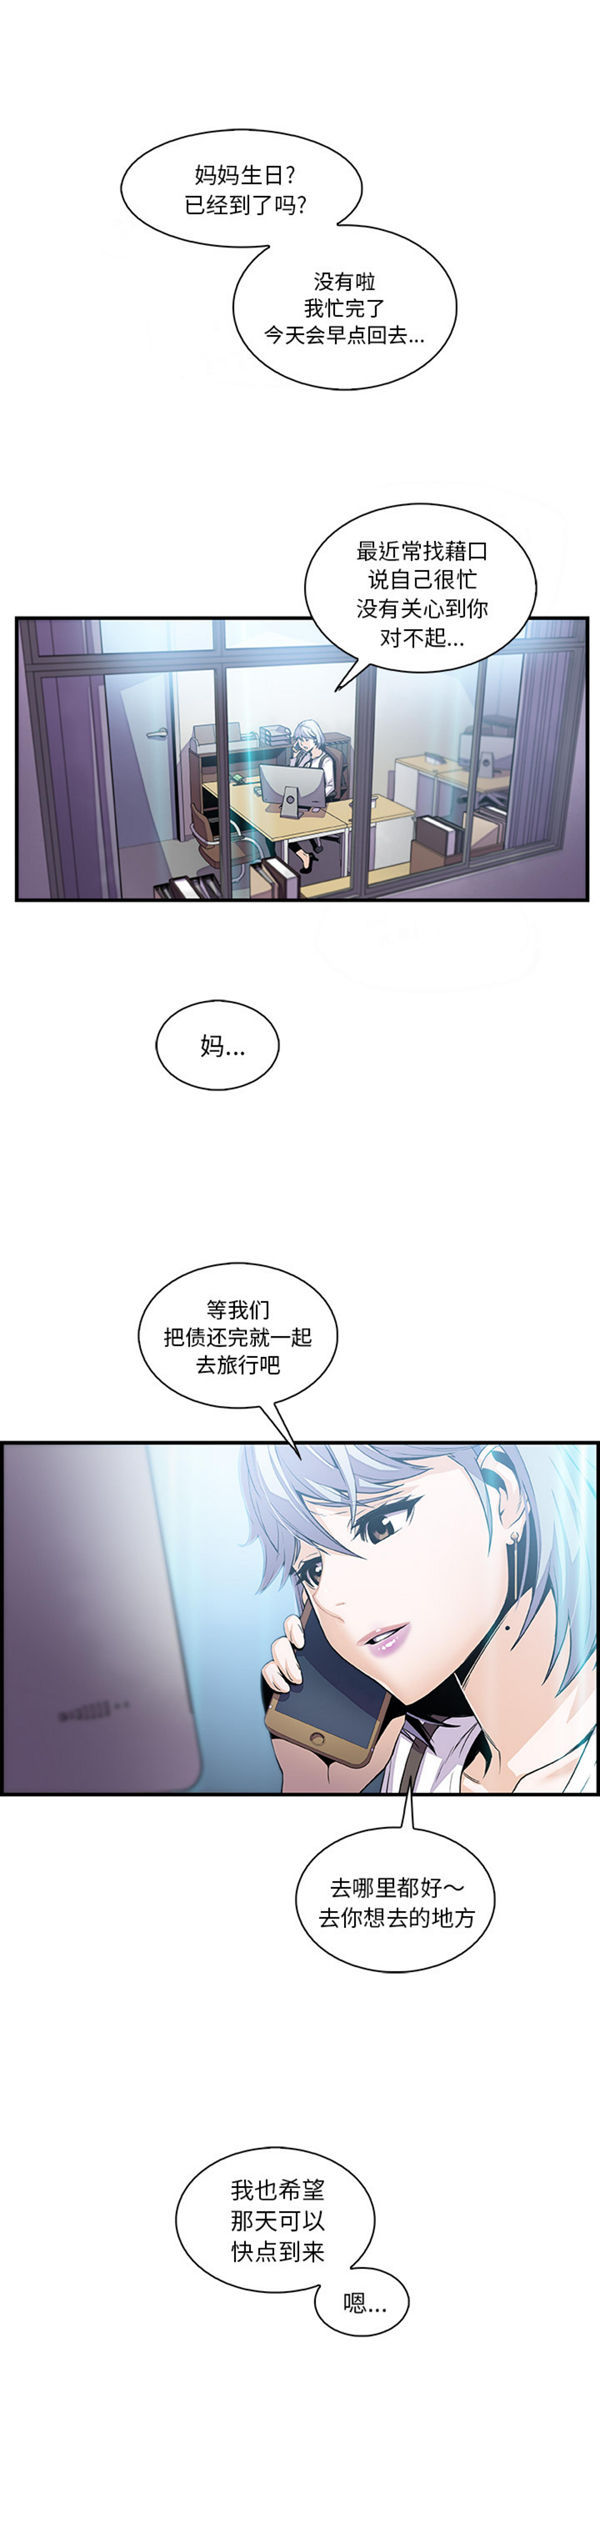 妈妈生日?
已经到了吗?
没有啦
我忙完了
今天会早点回去...
最近常找藉口
说自己很忙
没有关心到你
对不起...
妈...
等我们
把债还完就一起
去旅行吧
去哪里都好～
去你想去的地方
我也希望
那天可以
快点到来
嗯...